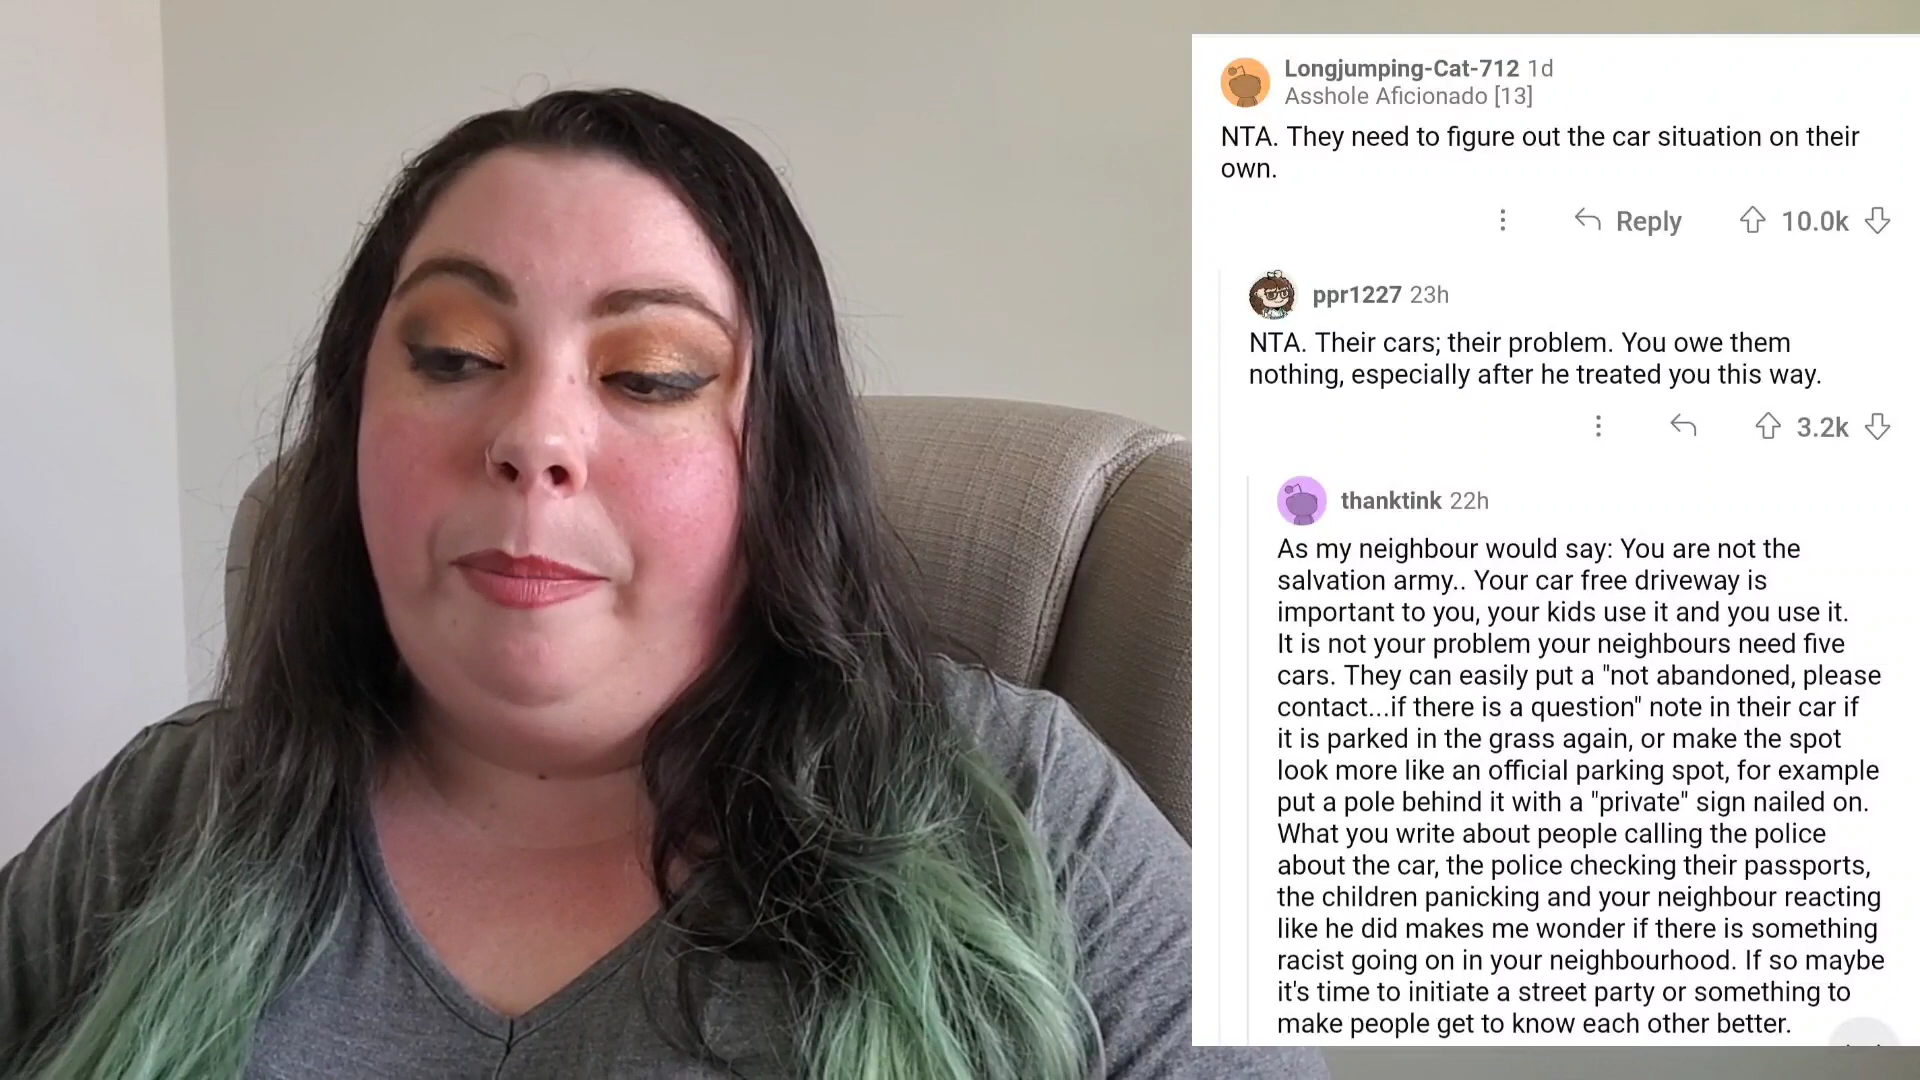 Longjumping-Cat-712 1d
Asshole Aficionado [13]
NTA. They need to figure out the car situation on their
own.
Reply
10.0k
ppr1227 23h
NTA. Their cars; their problem. You owe them
nothing, especially after he treated you this way.
3.2k
thanktink 22h
As my neighbour would say: You are not the
salvation army.. Your car free driveway is
important to you, your kids use it and you use it.
It is not your problem your neighbours need five
cars. They can easily put a "not abandoned, please
contact...if there is a question" note in their car if
it is parked in the grass again, or make the spot
look more like an official parking spot, for example
put a pole behind it with a "private" sign nailed on.
What you write about people calling the police
about the car, the police checking their passports,
the children panicking and your neighbour reacting
like he did makes me wonder if there is something
racist going on in your neighbourhood. If so maybe
it's time to initiate a street party or something to
make people get to know each other better.